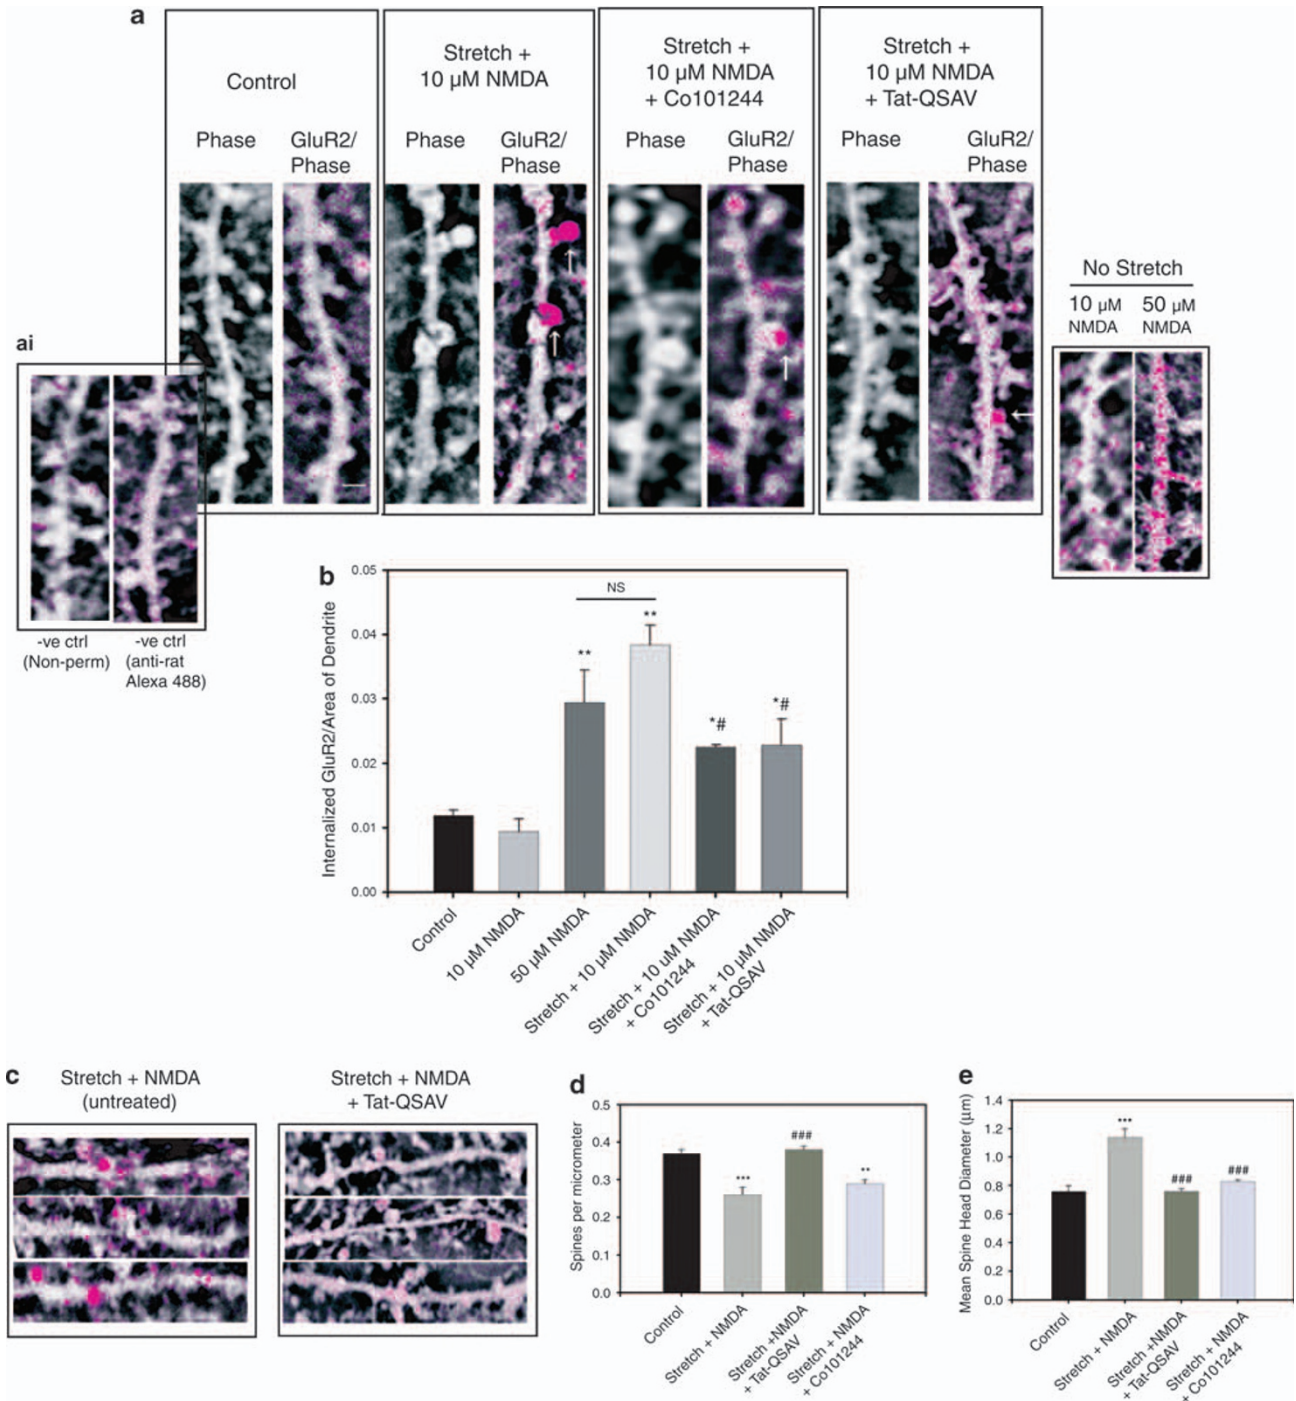 a
Control
Phase
GluR2/
Phase
Stretch +
10 µM NMDA
Phase
GluR2/
Phase
Stretch +
10 µM NMDA
+ Co101244
Phase
GluR2/
Phase
Stretch +
10 µM NMDA
+ Tat-QSAV
Phase
GluR2/
Phase
No Stretch
10 µM
NMDA
50 µM
NMDA
ai
-ve ctrl
(Non-perm)
-ve ctrl
(anti-rat
Alexa 488)
b
Internalized GluR2/Area of Dendrite
0.05
0.04
0.03
0.02
0.01
0.00
NS
**
**
*#
*#
Control
10 µM NMDA
50 µM NMDA
Stretch + 10 µM NMDA
Stretch + 10 uM NMDA
+ Co101244
Stretch + 10 µM NMDA
+ Tat-QSAV
c
Stretch + NMDA
(untreated)
Stretch + NMDA
+ Tat-QSAV
d
Spines per micrometer
0.5
0.4
0.3
0.2
0.1
0.0
***
###
**
Control
Stretch + NMDA
Stretch +NMDA
+ Tat-QSAV
Stretch + NMDA
+ Co101244
e
Mean Spine Head Diameter (µm)
1.4
1.2
1.0
0.8
0.6
0.4
0.2
0.0
***
###
###
Control
Stretch + NMDA
Stretch +NMDA
+ Tat-QSAV
Stretch + NMDA
+ Co101244